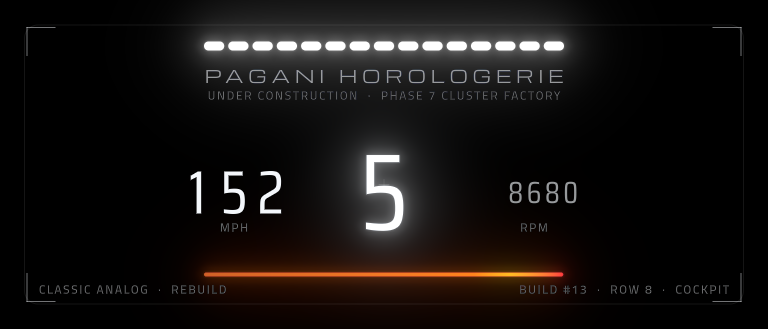 PAGANI HOROLOGERIE
UNDER CONSTRUCTION · PHASE 7 CLUSTER FACTORY
152 5 8680
MPH RPM
CLASSIC ANALOG · REBUILD BUILD #13 · ROW 8 · COCKPIT